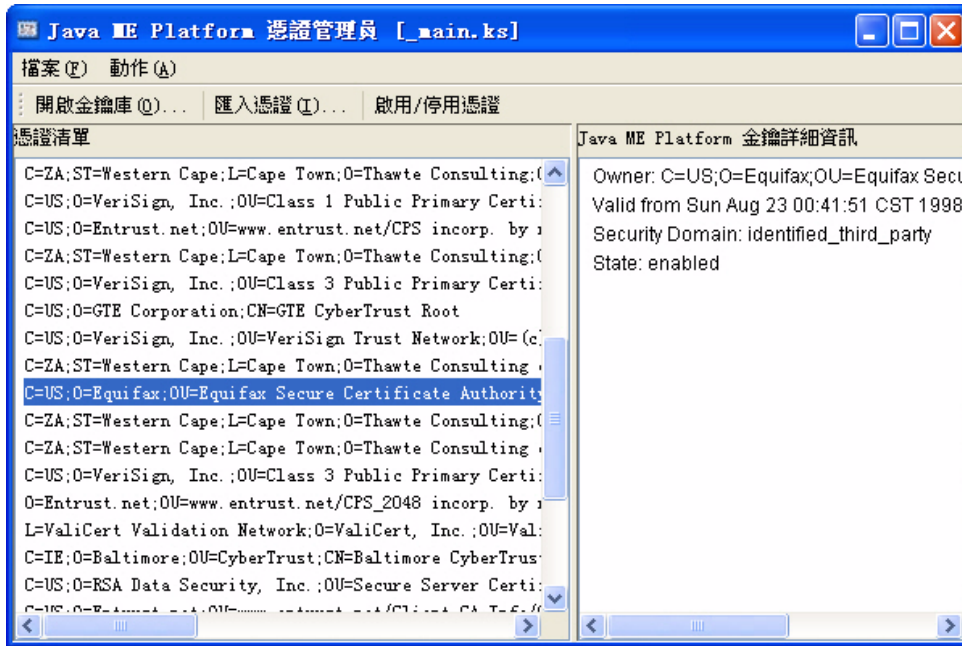 Java ME Platform 憑證管理員 [_main.ks]
檔案(F) 動作(A)
開啟金鑰庫(O)... 匯入憑證(I)... 啟用/停用憑證
憑證清單
C=ZA;ST=Western Cape;L=Cape Town;O=Thawte Consulting;
C=US;O=VeriSign, Inc.;OU=Class 1 Public Primary Certi
C=US;O=Entrust.net;OU=www.entrust.net/CPS incorp. by
C=ZA;ST=Western Cape;L=Cape Town;O=Thawte Consulting;
C=US;O=VeriSign, Inc.;OU=Class 3 Public Primary Certi
C=US;O=GTE Corporation;CN=GTE CyberTrust Root
C=US;O=VeriSign, Inc.;OU=VeriSign Trust Network;OU=(c
C=ZA;ST=Western Cape;L=Cape Town;O=Thawte Consulting
C=US;O=Equifax;OU=Equifax Secure Certificate Authority
C=ZA;ST=Western Cape;L=Cape Town;O=Thawte Consulting;
C=ZA;ST=Western Cape;L=Cape Town;O=Thawte Consulting
C=US;O=VeriSign, Inc.;OU=Class 3 Public Primary Certi
O=Entrust.net;OU=www.entrust.net/CPS_2048 incorp. by
L=ValiCert Validation Network;O=ValiCert, Inc.;OU=Val
C=IE;O=Baltimore;OU=CyberTrust;CN=Baltimore CyberTrus
C=US;O=RSA Data Security, Inc.;OU=Secure Server Certi
Java ME Platform 金鑰詳細資訊
Owner: C=US;O=Equifax;OU=Equifax Secu
Valid from Sun Aug 23 00:41:51 CST 1998
Security Domain: identified_third_party
State: enabled